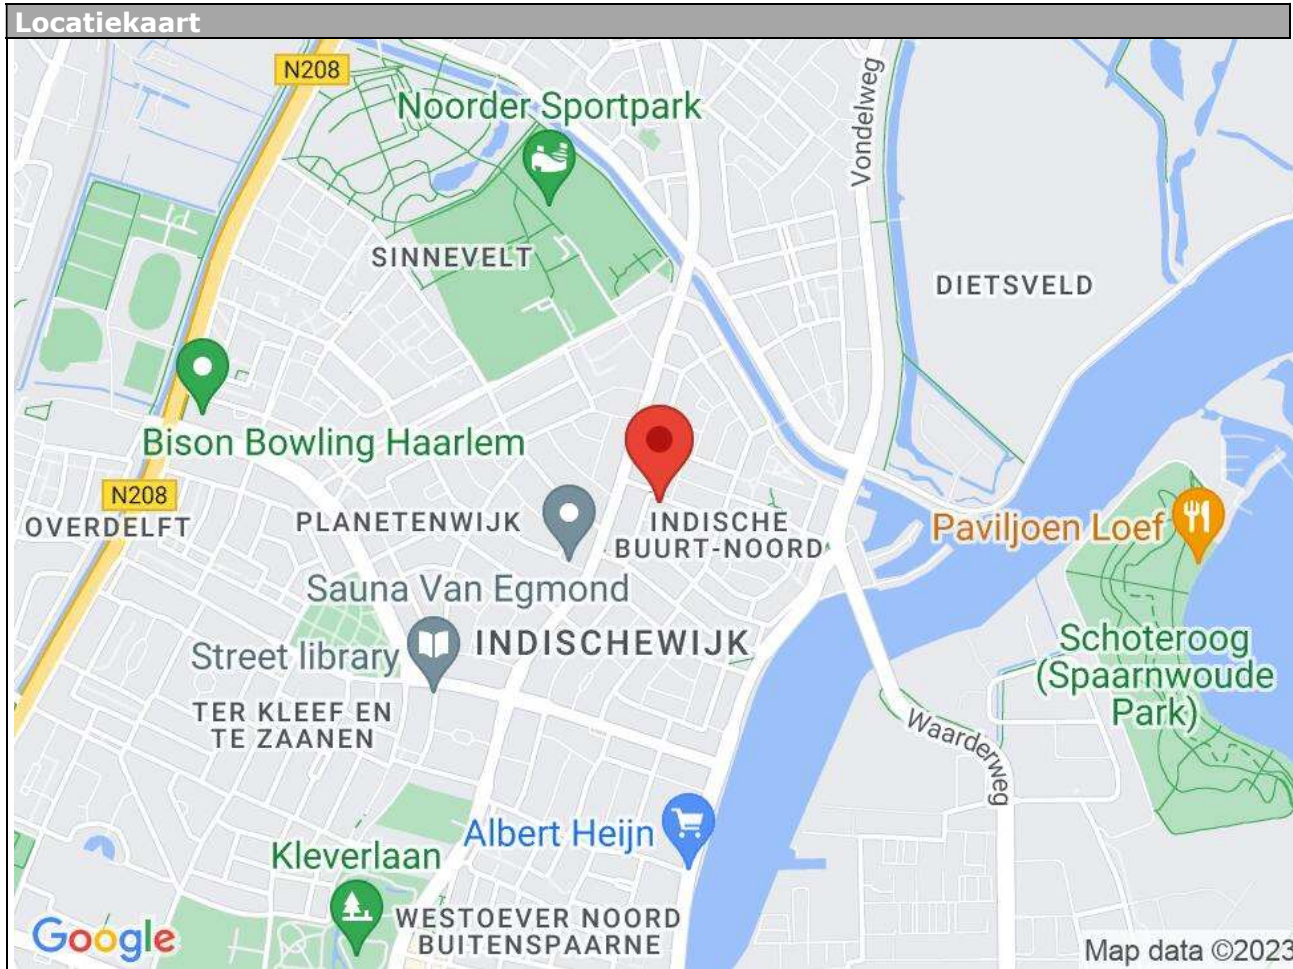 Locatiekaart
N208
Noorder Sportpark
Vondelweg
SINNEVELT
DIETSVELD
Bison Bowling Haarlem
N208
OVERDELFT
PLANETENWIJK
INDISCHE
BUURT-NOORD
Paviljoen Loef
Sauna Van Egmond
Street library
INDISCHEWIJK
Schoteroog
(Spaarnwoude
Park)
TER KLEEF EN
TE ZAANEN
Waarderweg
Albert Heijn
Kleverlaan
WESTOEVER NOORD
BUITENSPAARNE
Google
Map data ©2023